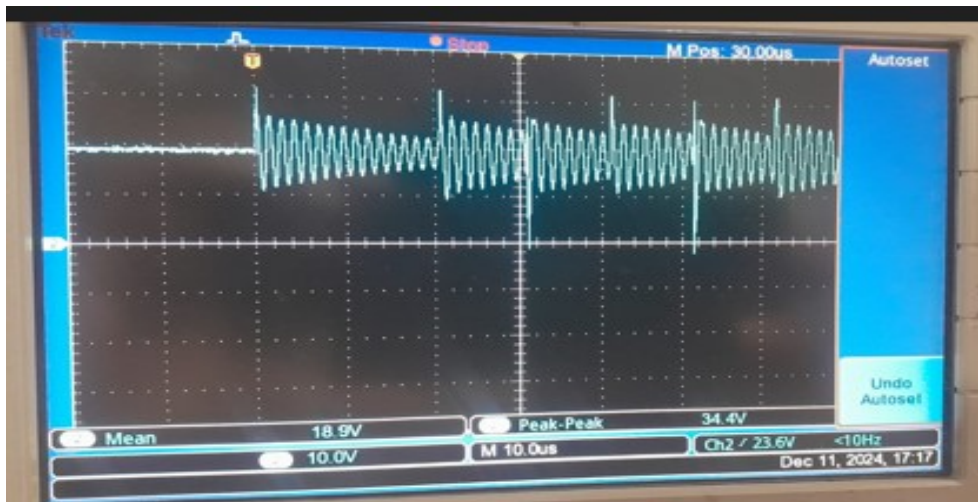 Tek
Stop
M Pos: 30.00us
Autoset
T
Undo
Autoset
Mean
18.9V
Peak-Peak
34.4V
10.0V
M 10.0us
Ch2 ⁄ 23.6V
<10Hz
Dec 11, 2024, 17:17